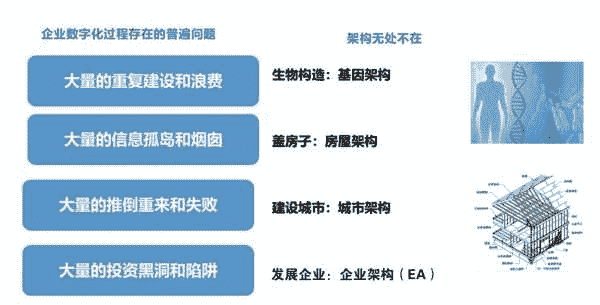 企业数字化过程存在的普遍问题
架构无处不在
大量的重复建设和浪费
生物构造：基因架构
大量的信息孤岛和烟囱
盖房子：房屋架构
大量的推倒重来和失败
建设城市：城市架构
大量的投资黑洞和陷阱
发展企业：企业架构（EA）